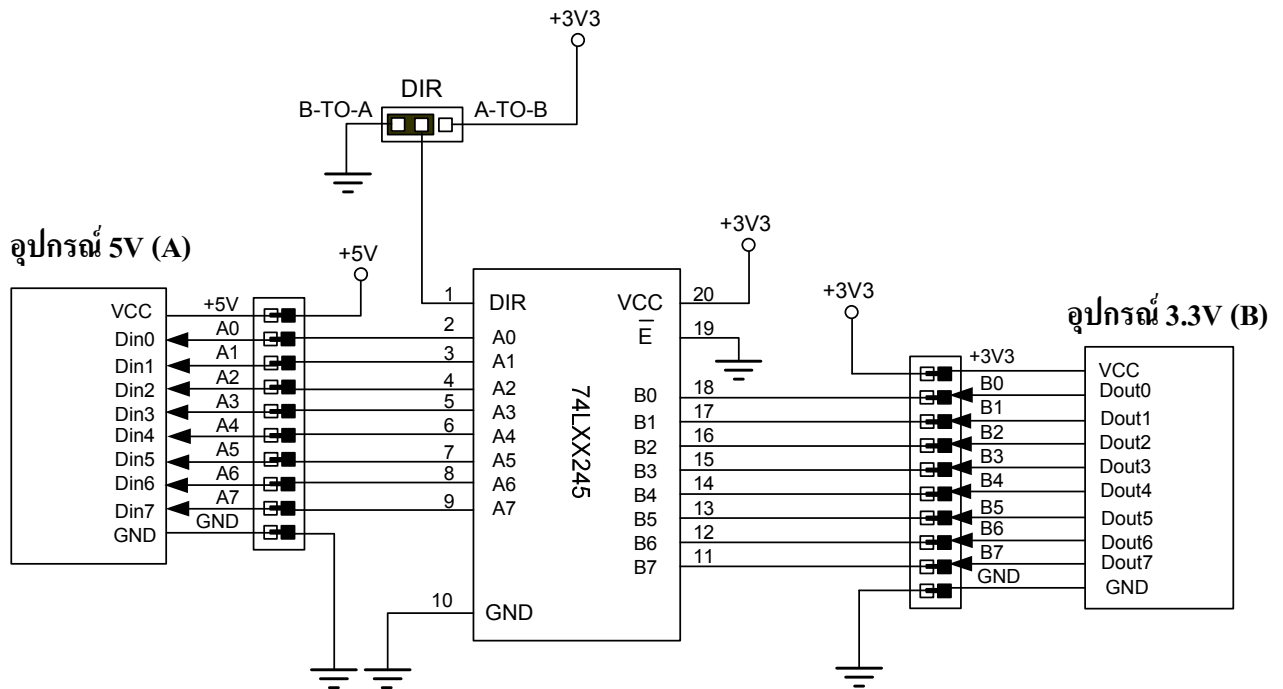 +3V3
DIR
B-TO-A
A-TO-B
อุปกรณ์ 5V (A)
+5V
VCC
+5V
Din0
A0
Din1
A1
Din2
A2
Din3
A3
Din4
A4
Din5
A5
Din6
A6
Din7
A7
GND
GND
1
2
3
4
5
6
7
8
9
10
DIR
A0
A1
A2
A3
A4
A5
A6
A7
GND
74LXX245
VCC
E
B0
B1
B2
B3
B4
B5
B6
B7
20
19
18
17
16
15
14
13
12
11
+3V3
+3V3
อุปกรณ์ 3.3V (B)
+3V3
VCC
B0
Dout0
B1
Dout1
B2
Dout2
B3
Dout3
B4
Dout4
B5
Dout5
B6
Dout6
B7
Dout7
GND
GND